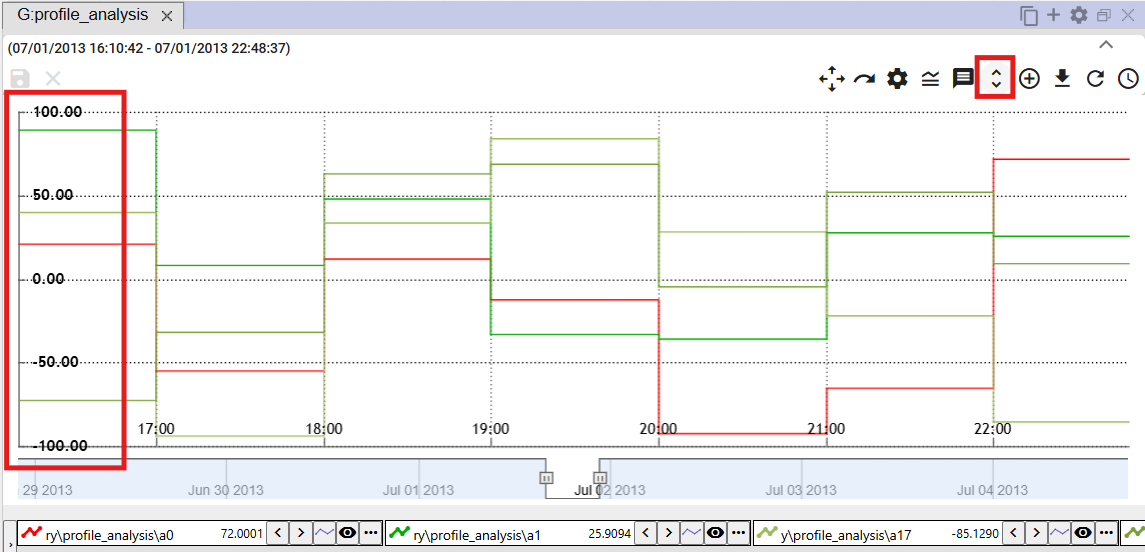 G:profile_analysis
(07/01/2013 16:10:42 - 07/01/2013 22:48:37)
100.00
50.00
0.00
-50.00
-100.00
17:00 18:00 19:00 20:00 21:00 22:00
29 2013 Jun 30 2013 Jul 01 2013 Jul 02 2013 Jul 03 2013 Jul 04 2013
ry\profile_analysis\a0 72.0001 ry\profile_analysis\a1 25.9094 y\profile_analysis\a17 -85.1290